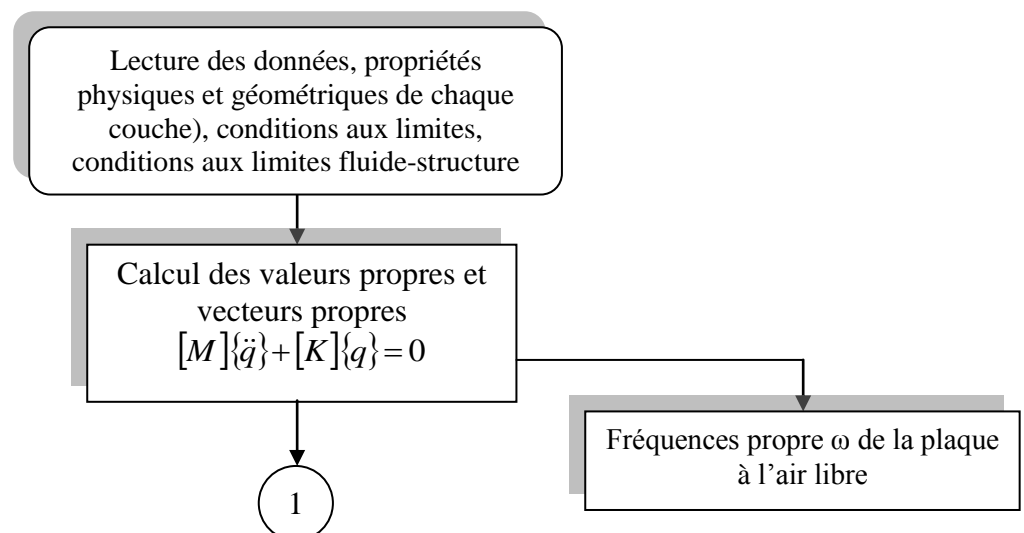 Lecture des données, propriétés
physiques et géométriques de chaque
couche), conditions aux limites,
conditions aux limites fluide-structure
Calcul des valeurs propres et
vecteurs propres
[M]{q̈}+[K]{q}=0
Fréquences propre ω de la plaque
à l’air libre
1